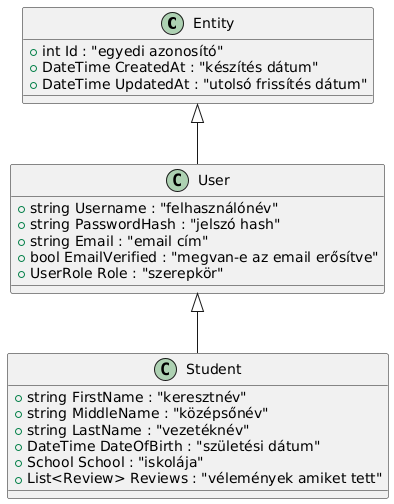 C Entity
int Id : "egyedi azonosító"
DateTime CreatedAt : "készítés dátum"
DateTime UpdatedAt : "utolsó frissítés dátum"
C User
string Username : "felhasználónév"
string PasswordHash : "jelszó hash"
string Email : "email cím"
bool EmailVerified : "megvan-e az email erősítve"
UserRole Role : "szerepkör"
C Student
string FirstName : "keresztnév"
string MiddleName : "középsőnév"
string LastName : "vezetéknév"
DateTime DateOfBirth : "születési dátum"
School School : "iskolája"
List<Review> Reviews : "vélemények amiket tett"